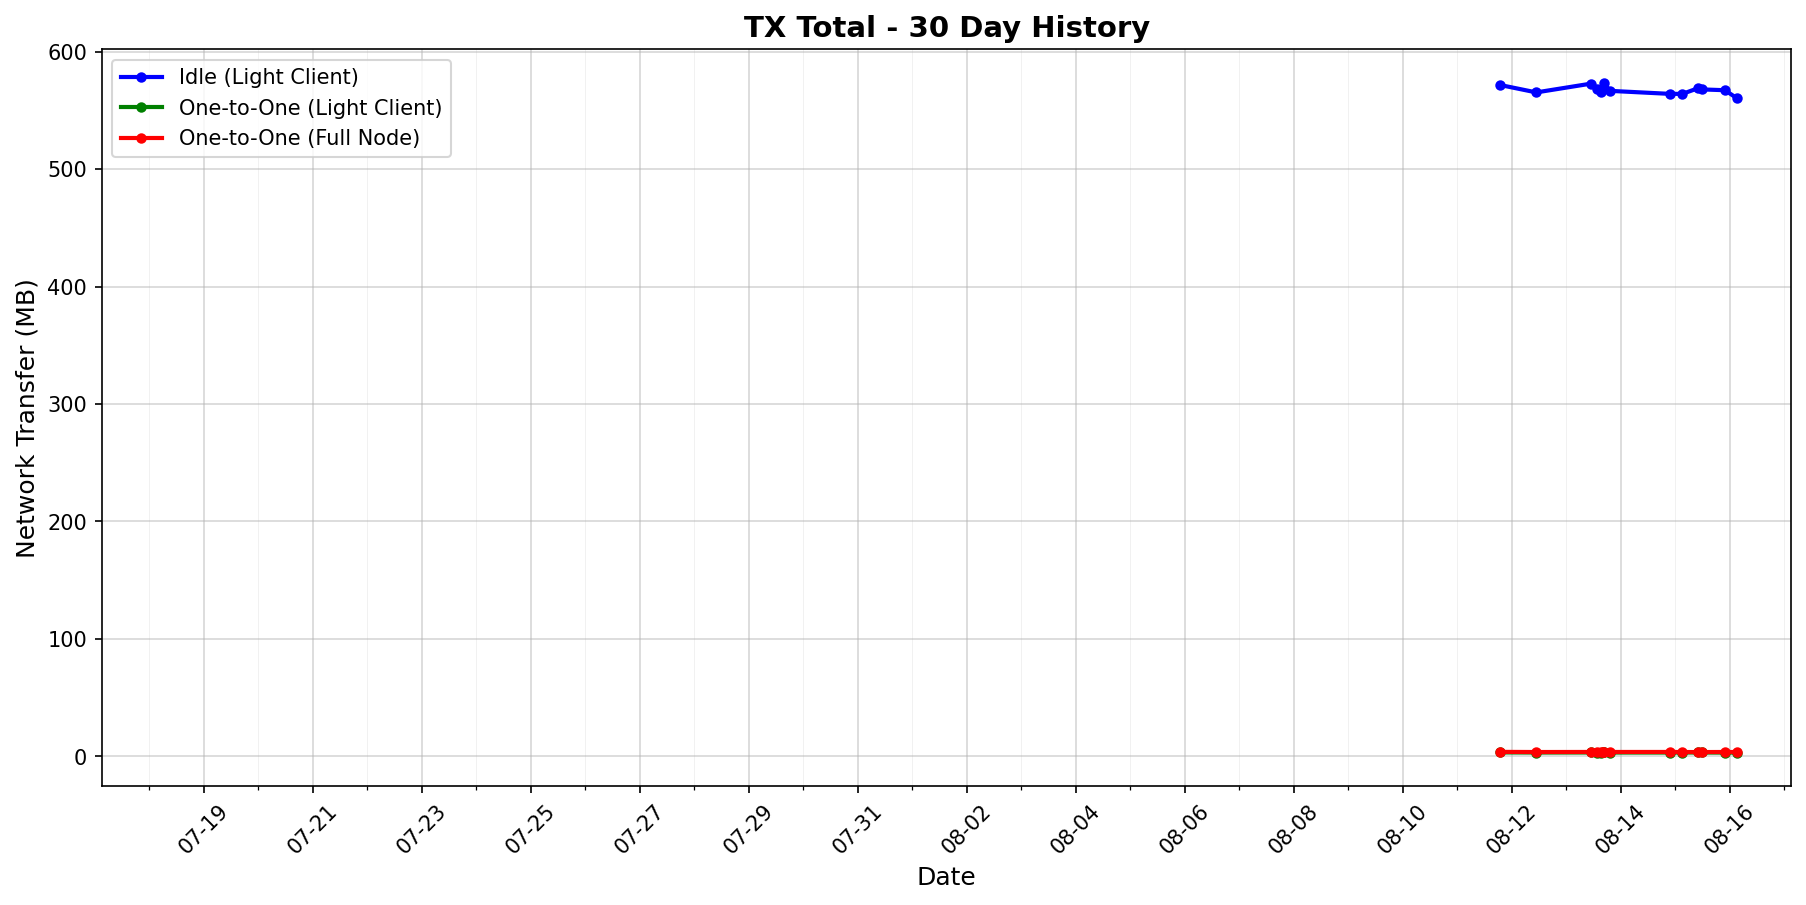 TX Total - 30 Day History
Idle (Light Client)
One-to-One (Light Client)
One-to-One (Full Node)
Network Transfer (MB)
600
500
400
300
200
100
0
07-19 07-21 07-23 07-25 07-27 07-29 07-31 08-02 08-04 08-06 08-08 08-10 08-12 08-14 08-16
Date